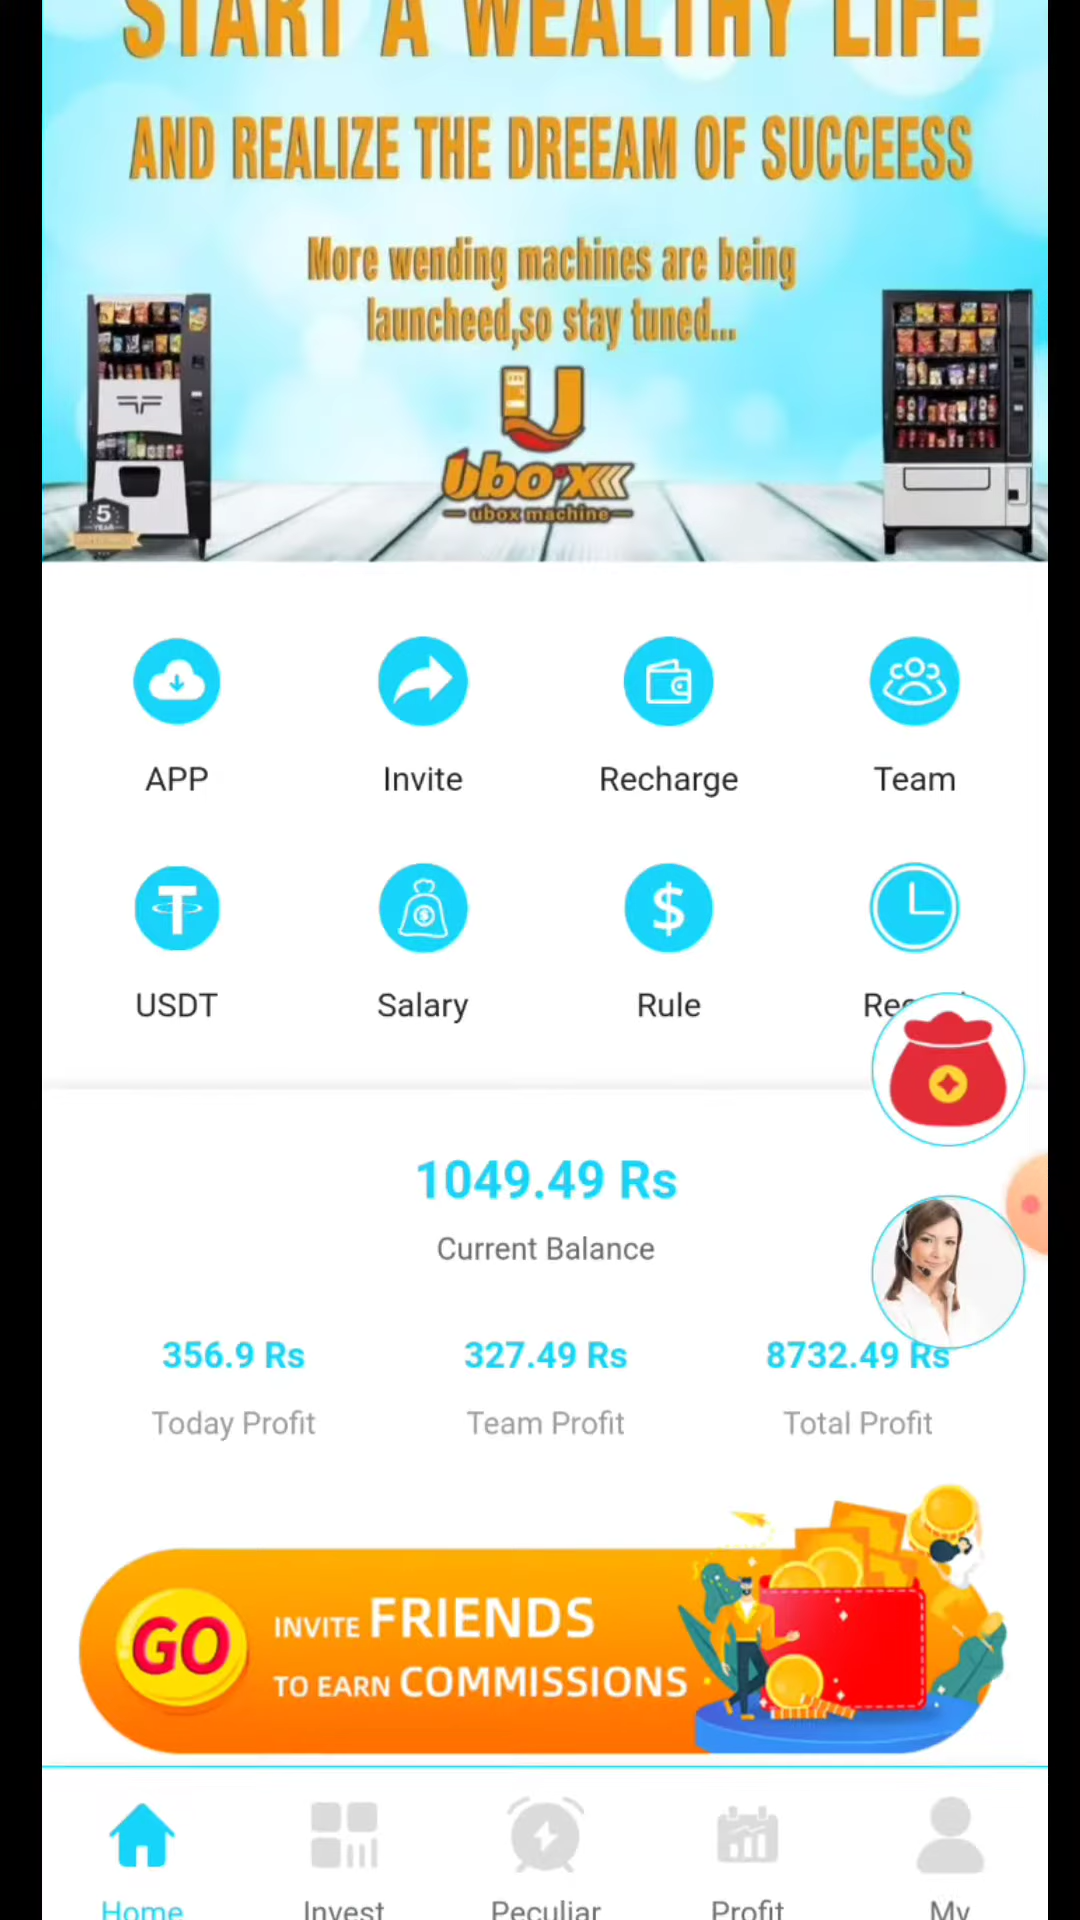 START A WEALTHY LIFE
AND REALIZE THE DREEAM OF SUCCEESS
More wending machines are being
launcheed,so stay tuned...
Ubox
ubox machine
5
YEAR
APP
Invite
Recharge
Team
USDT
Salary
Rule
1049.49 Rs
Current Balance
356.9 Rs
327.49 Rs
8732.49 Rs
Today Profit
Team Profit
Total Profit
GO
INVITE FRIENDS
TO EARN COMMISSIONS
Home
Invest
Peculiar
Profit
My